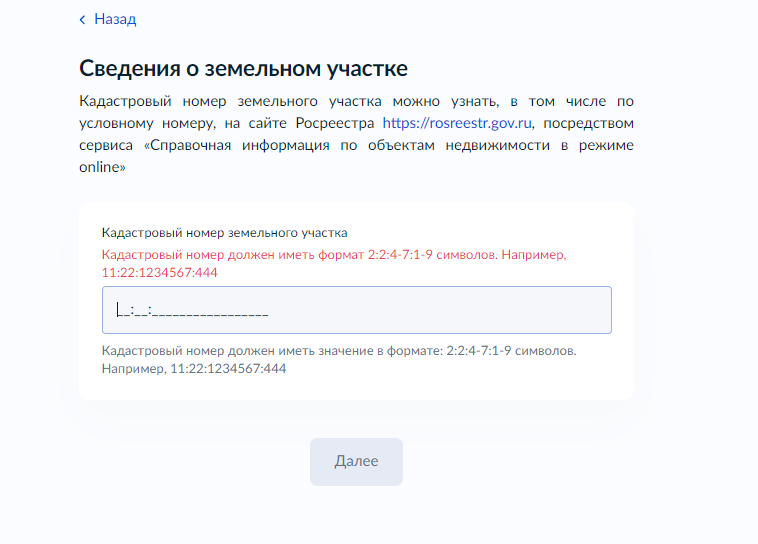 Назад
Сведения о земельном участке
Кадастровый номер земельного участка можно узнать, в том числе по
условному номеру, на сайте Росреестра https://rosreestr.gov.ru, посредством
сервиса «Справочная информация по объектам недвижимости в режиме
online»
Кадастровый номер земельного участка
Кадастровый номер должен иметь формат 2:2:4-7:1-9 символов. Например,
11:22:1234567:444
__:__:_________________
Кадастровый номер должен иметь значение в формате: 2:2:4-7:1-9 символов.
Например, 11:22:1234567:444
Далее